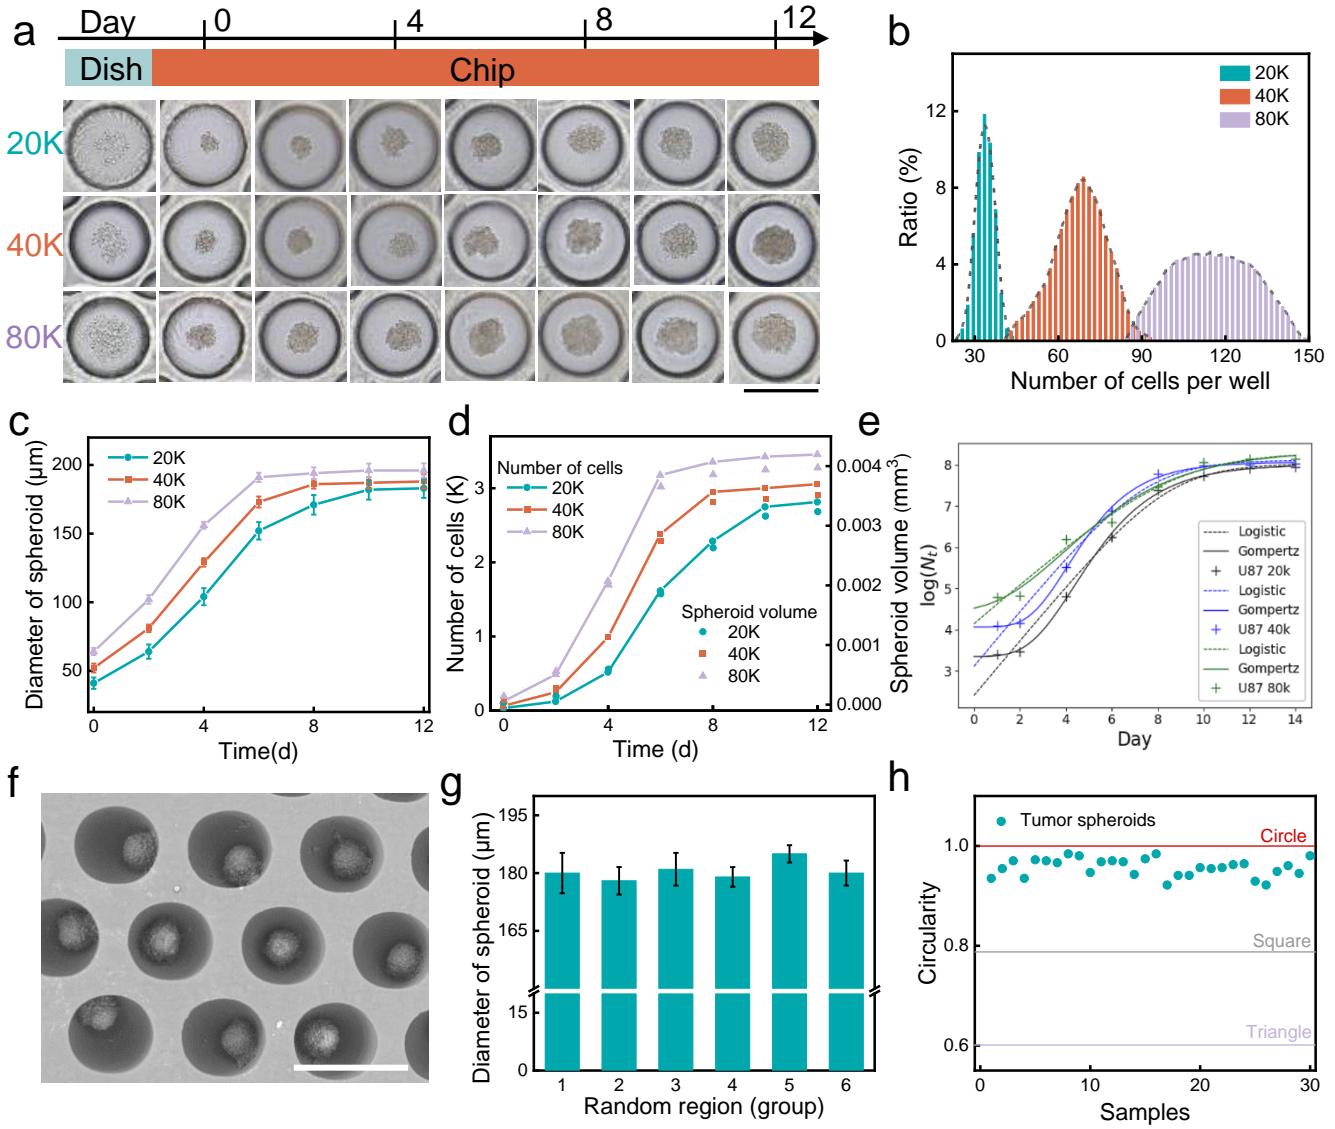 a
Day 0 4 8 12
Dish Chip
20K
40K
80K
b
20K
40K
80K
12
8
4
0
Ratio (%)
30 60 90 120 150
Number of cells per well
c
20K
40K
80K
200
150
100
50
Diameter of spheroid (μm)
0 4 8 12
Time(d)
d
Number of cells
20K
40K
80K
Spheroid volume
20K
40K
80K
3
2
1
0
Number of cells (K)
0.004
0.003
0.002
0.001
0.000
Spheroid volume (mm³)
0 4 8 12
Time (d)
e
8
7
6
5
4
3
log(Nₜ)
Logistic
Gompertz
U87 20k
Logistic
Gompertz
U87 40k
Logistic
Gompertz
U87 80k
0 2 4 6 8 10 12 14
Day
f
g
195
180
165
15
0
Diameter of spheroid (μm)
1 2 3 4 5 6
Random region (group)
h
Tumor spheroids
Circle
Square
Triangle
1.0
0.8
0.6
Circularity
0 10 20 30
Samples